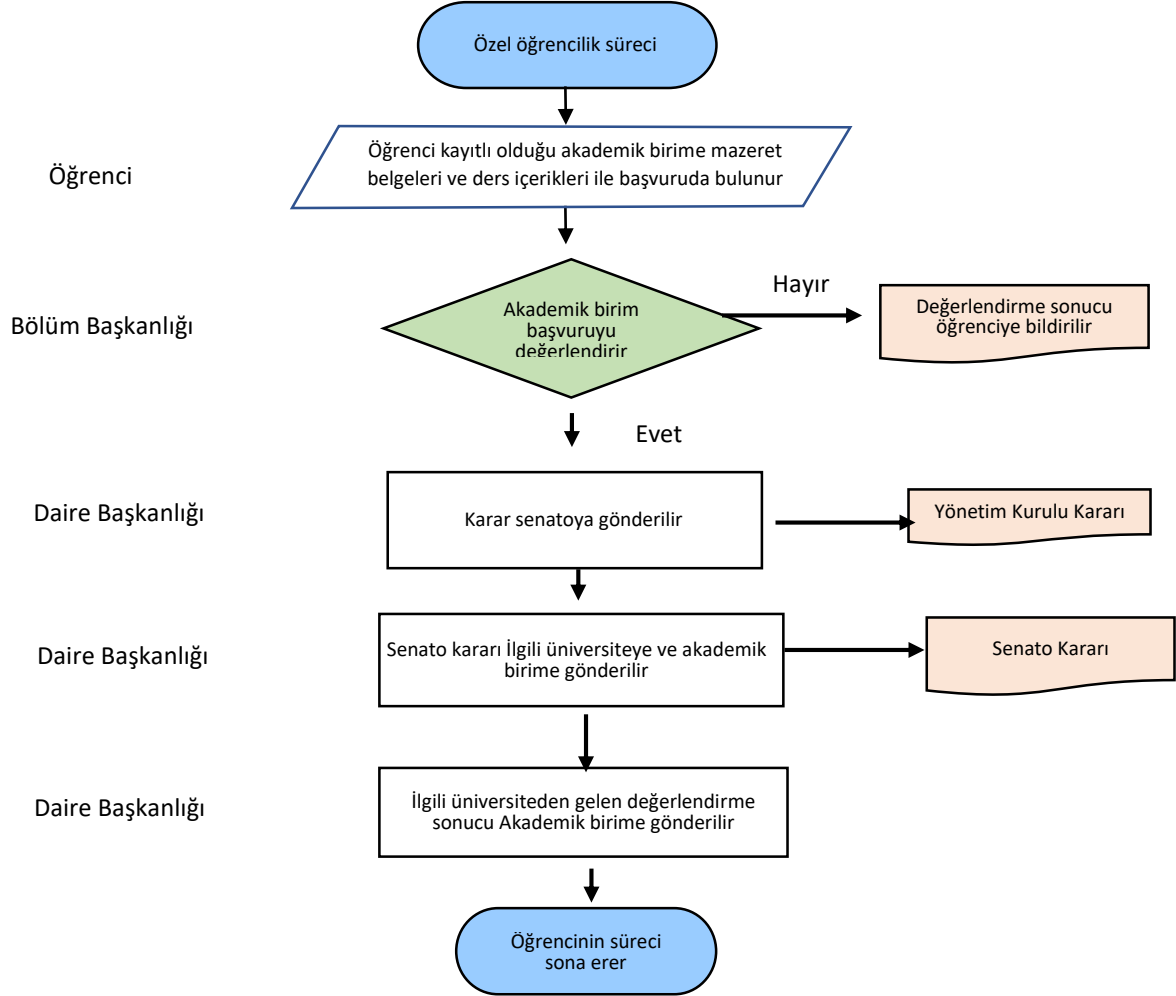 Özel öğrencilik süreci
Öğrenci
Öğrenci kayıtlı olduğu akademik birime mazeret
belgeleri ve ders içerikleri ile başvuruda bulunur
Bölüm Başkanlığı
Akademik birim
başvuruyu
değerlendirir
Hayır
Değerlendirme sonucu
öğrenciye bildirilir
Evet
Daire Başkanlığı
Karar senatoya gönderilir
Yönetim Kurulu Kararı
Daire Başkanlığı
Senato kararı İlgili üniversiteye ve akademik
birime gönderilir
Senato Kararı
Daire Başkanlığı
İlgili üniversiteden gelen değerlendirme
sonucu Akademik birime gönderilir
Öğrencinin süreci
sona erer